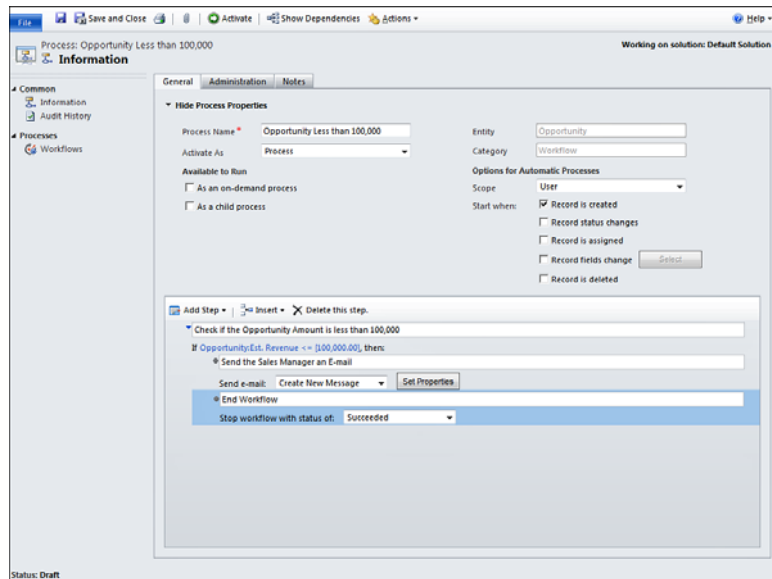 File Save and Close Activate Show Dependencies Actions Help
Process: Opportunity Less than 100,000
Information
Working on solution: Default Solution
Common
Information
Audit History
Processes
Workflows
General Administration Notes
Hide Process Properties
Process Name * Opportunity Less than 100,000
Entity Opportunity
Activate As Process
Category Workflow
Available to Run
Options for Automatic Processes
As an on-demand process
Scope User
As a child process
Start when: Record is created
Record status changes
Record is assigned
Record fields change Select
Record is deleted
Add Step Insert Delete this step.
Check if the Opportunity Amount is less than 100,000
If Opportunity:Est. Revenue <= [100,000.00], then:
Send the Sales Manager an E-mail
Send e-mail: Create New Message Set Properties
End Workflow
Stop workflow with status of: Succeeded
Status: Draft